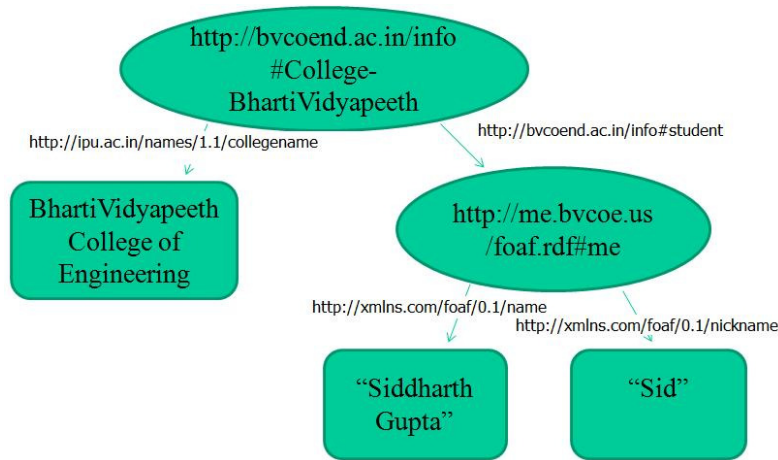 http://bvcoend.ac.in/info
#College-
BhartiVidyapeeth
http://ipu.ac.in/names/1.1/collegename
http://bvcoend.ac.in/info#student
BhartiVidyapeeth
College of
Engineering
http://me.bvcoe.us
/foaf.rdf#me
http://xmlns.com/foaf/0.1/name
http://xmlns.com/foaf/0.1/nickname
“Siddharth
Gupta”
“Sid”